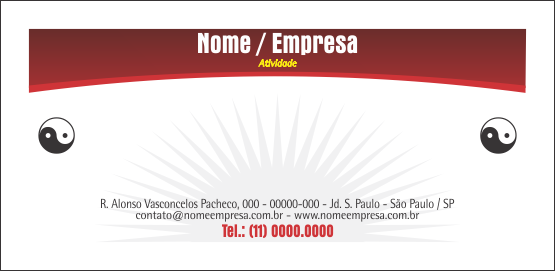 Nome / Empresa
Atividade
R. Alonso Vasconcelos Pacheco, 000 - 00000-000 - Jd. S. Paulo - São Paulo / SP
contato@nomeempresa.com.br - www.nomeempresa.com.br
Tel.: (11) 0000.0000